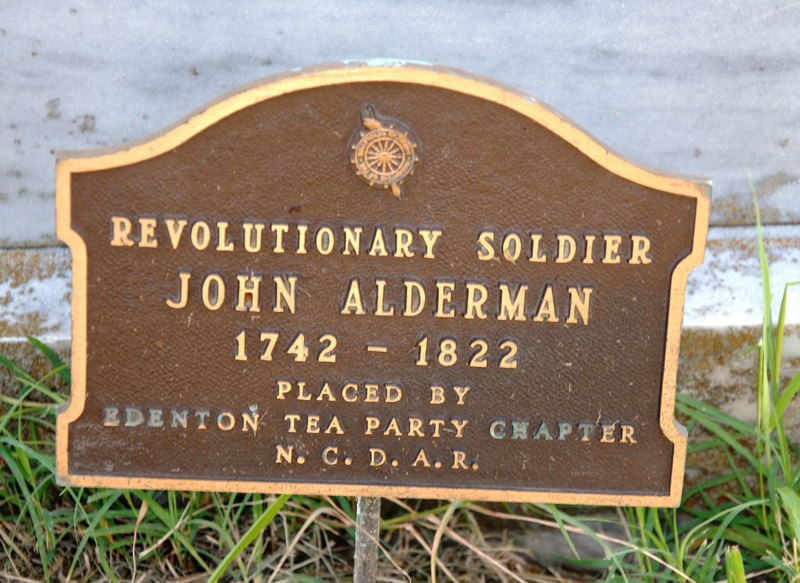 REVOLUTIONARY SOLDIER
JOHN ALDERMAN
1742 - 1822
PLACED BY
EDENTON TEA PARTY CHAPTER
N. C. D. A. R.